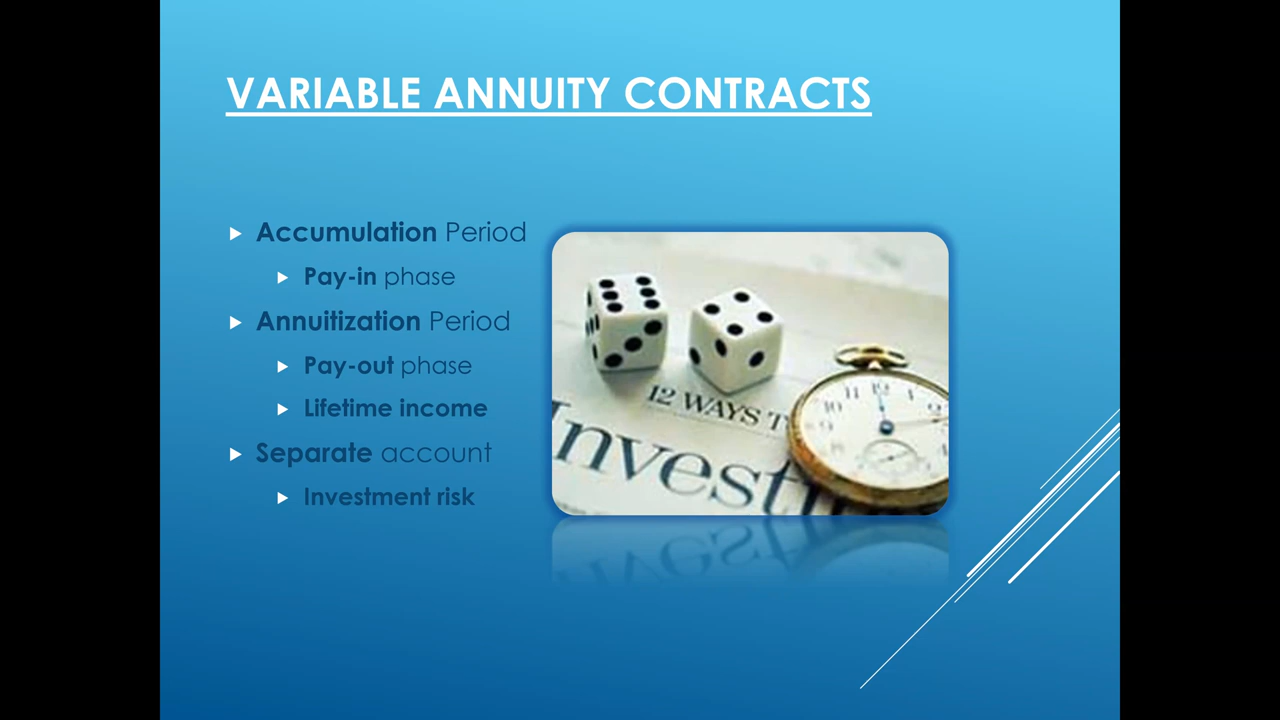 VARIABLE ANNUITY CONTRACTS
Accumulation Period
Pay-in phase
Annuitization Period
Pay-out phase
Lifetime income
Separate account
Investment risk
12 WAYS T
Invest
12